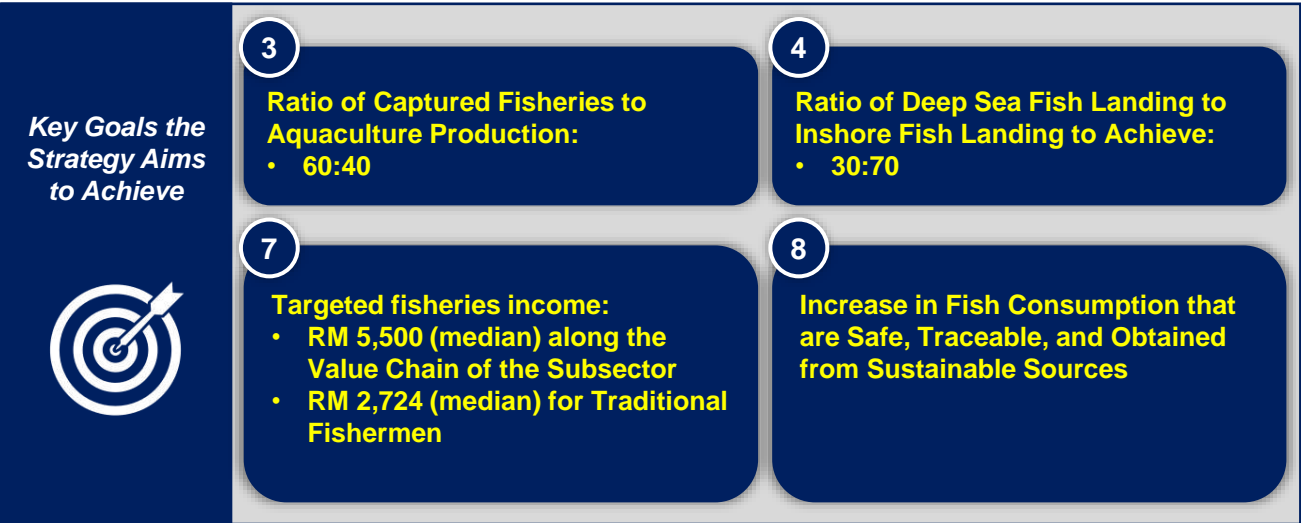 Key Goals the
Strategy Aims
to Achieve
3
Ratio of Captured Fisheries to
Aquaculture Production:
• 60:40
4
Ratio of Deep Sea Fish Landing to
Inshore Fish Landing to Achieve:
• 30:70
7
Targeted fisheries income:
• RM 5,500 (median) along the
Value Chain of the Subsector
• RM 2,724 (median) for Traditional
Fishermen
8
Increase in Fish Consumption that
are Safe, Traceable, and Obtained
from Sustainable Sources